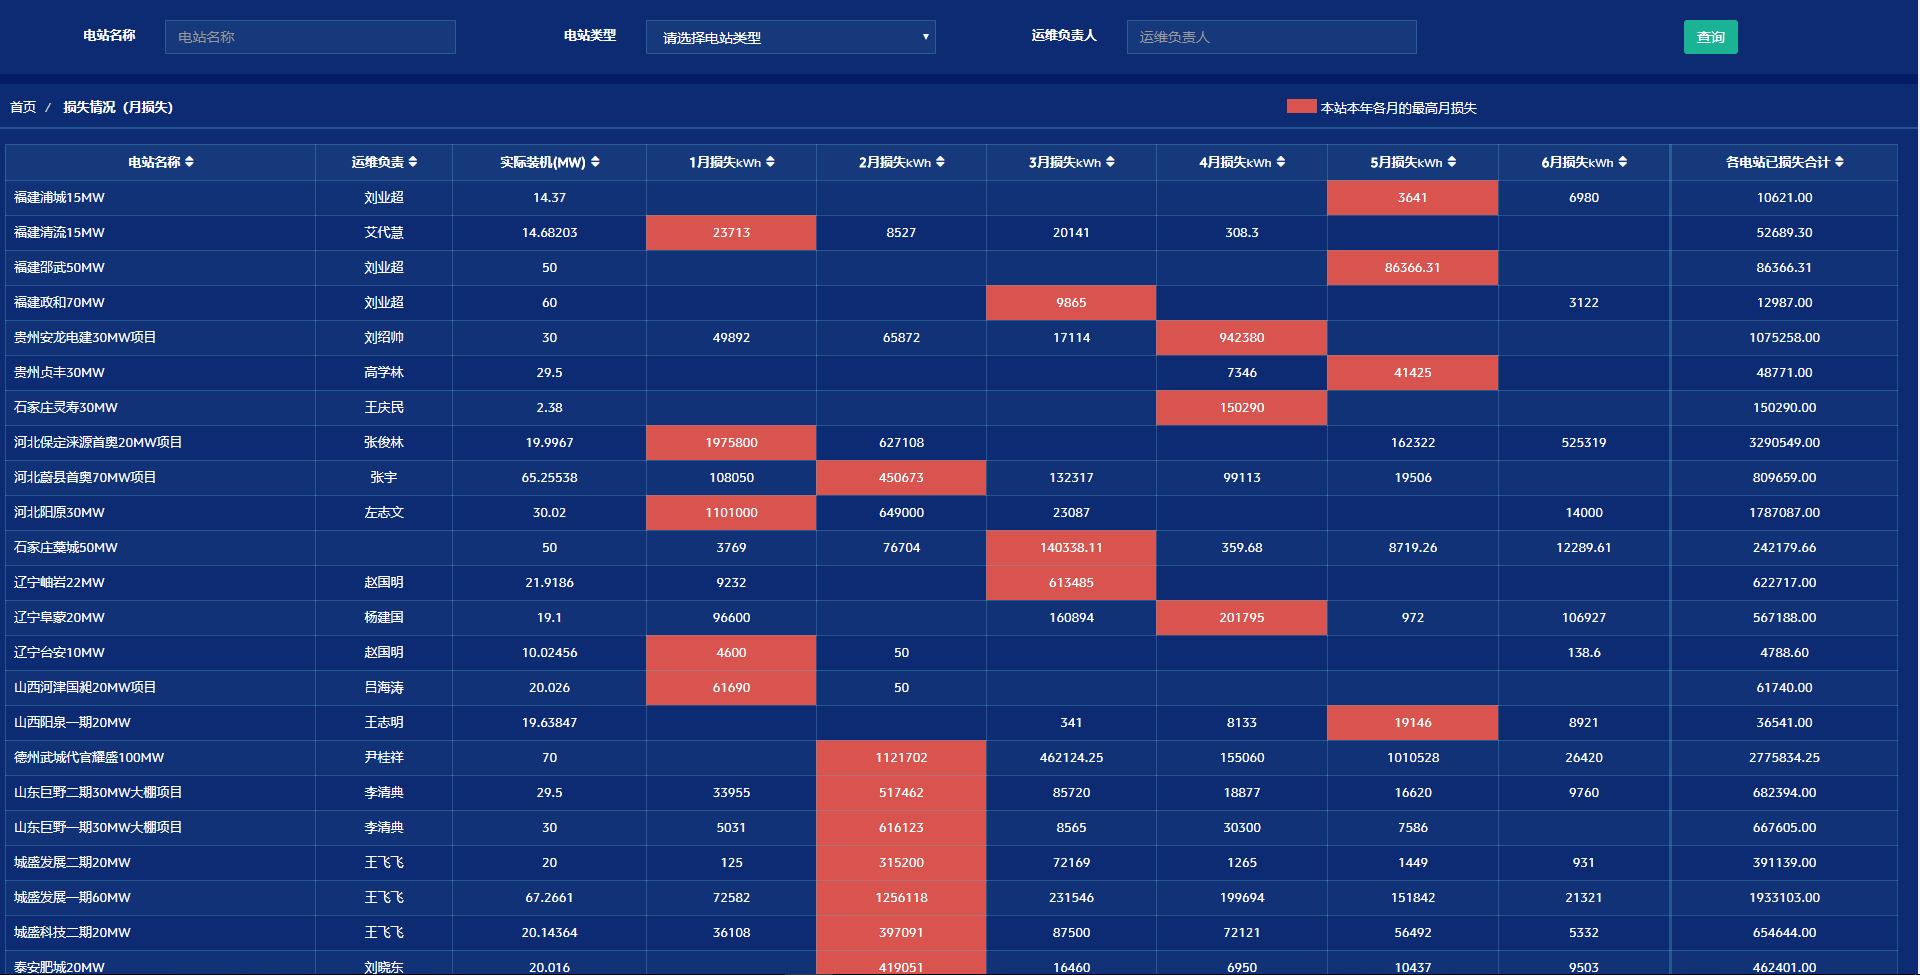 电站名称 电站名称 电站类型 请选择电站类型 运维负责人 运维负责人 查询
首页 / 损失情况（月损失） 本站本年各月的最高月损失
电站名称 运维负责 实际装机(MW) 1月损失kWh 2月损失kWh 3月损失kWh 4月损失kWh 5月损失kWh 6月损失kWh 各电站已损失合计
福建浦城15MW 刘业超 14.37 3641 6980 10621.00
福建清流15MW 艾代慧 14.68203 23713 8527 20141 308.3 52689.30
福建邵武50MW 刘业超 50 86366.31 86366.31
福建政和70MW 刘业超 60 9865 3122 12987.00
贵州安龙电建30MW项目 刘绍帅 30 49892 65872 17114 942380 1075258.00
贵州贞丰30MW 高学林 29.5 7346 41425 48771.00
石家庄灵寿30MW 王庆民 2.38 150290 150290.00
河北保定涞源首奥20MW项目 张俊林 19.9967 1975800 627108 162322 525319 3290549.00
河北蔚县首奥70MW项目 张宇 65.25538 108050 450673 132317 99113 19506 809659.00
河北阳原30MW 左志文 30.02 1101000 649000 23087 14000 1787087.00
石家庄藁城50MW 50 3769 76704 140338.11 359.68 8719.26 12289.61 242179.66
辽宁岫岩22MW 赵国明 21.9186 9232 613485 622717.00
辽宁阜蒙20MW 杨建国 19.1 96600 160894 201795 972 106927 567188.00
辽宁台安10MW 赵国明 10.02456 4600 50 138.6 4788.60
山西河津国昶20MW项目 吕海涛 20.026 61690 50 61740.00
山西阳泉一期20MW 王志明 19.63847 341 8133 19146 8921 36541.00
德州武城代官耀盛100MW 尹桂祥 70 1121702 462124.25 155060 1010528 26420 2775834.25
山东巨野二期30MW大棚项目 李清典 29.5 33955 517462 85720 18877 16620 9760 682394.00
山东巨野一期30MW大棚项目 李清典 30 5031 616123 8565 30300 7586 667605.00
城盛发展二期20MW 王飞飞 20 125 315200 72169 1265 1449 931 391139.00
城盛发展一期60MW 王飞飞 67.2661 72582 1256118 231546 199694 151842 21321 1933103.00
城盛科技二期20MW 王飞飞 20.14364 36108 397091 87500 72121 56492 5332 654644.00
泰安肥城20MW 刘晓东 20.016 419051 16460 6950 10437 9503 462401.00